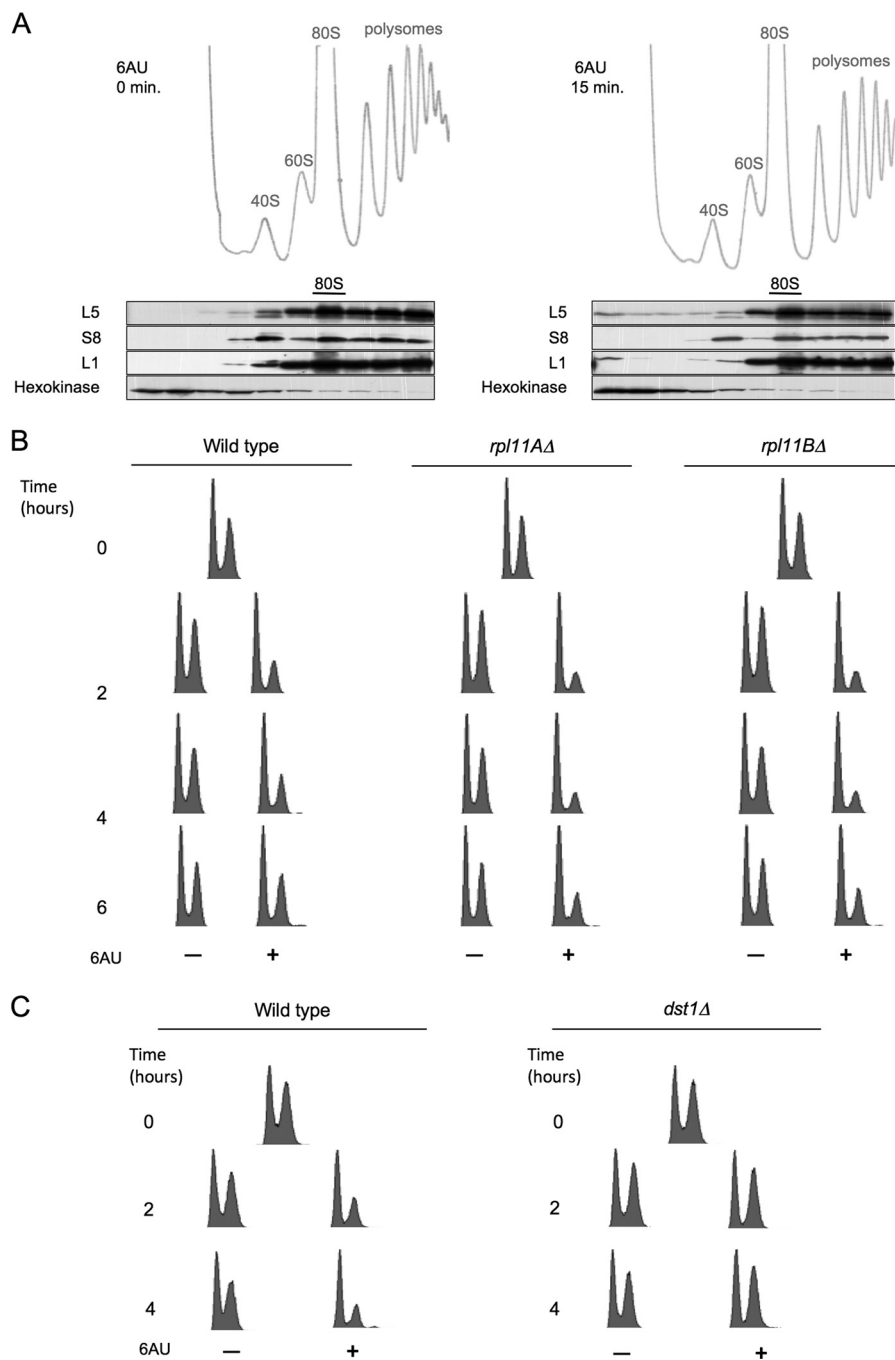 A
6AU
0 min.
40S
60S
80S
polysomes
6AU
15 min.
40S
60S
80S
polysomes
80S
L5
S8
L1
Hexokinase
80S
L5
S8
L1
Hexokinase
B
Wild type
rpl11AΔ
rpl11BΔ
Time
(hours)
0
2
4
6
6AU
—
+
—
+
—
+
C
Wild type
dst1Δ
Time
(hours)
0
2
4
6AU
—
+
Time
(hours)
0
2
4
—
+